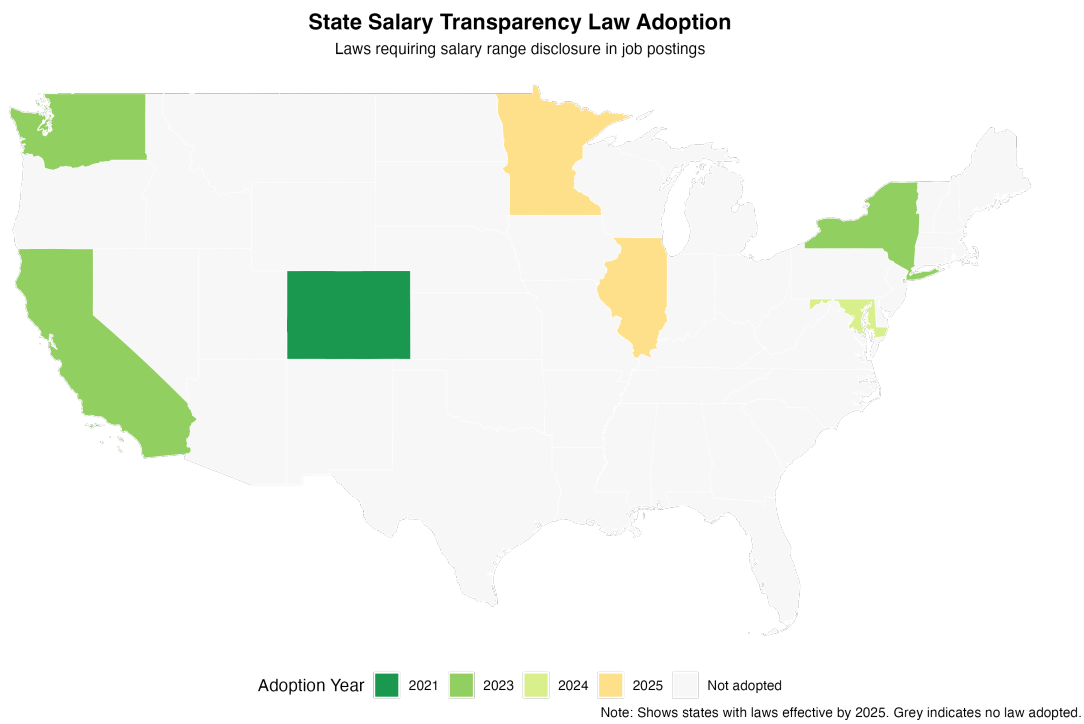 State Salary Transparency Law Adoption
Laws requiring salary range disclosure in job postings
Adoption Year 2021 2023 2024 2025 Not adopted
Note: Shows states with laws effective by 2025. Grey indicates no law adopted.